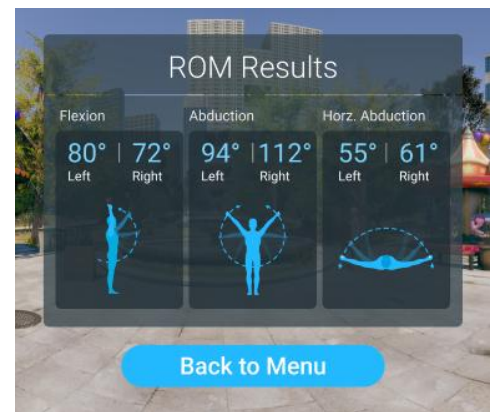 ROM Results
Flexion
Abduction
Horz. Abduction
80° | 72°
94° | 112°
55° | 61°
Left Right
Left Right
Left Right
Back to Menu